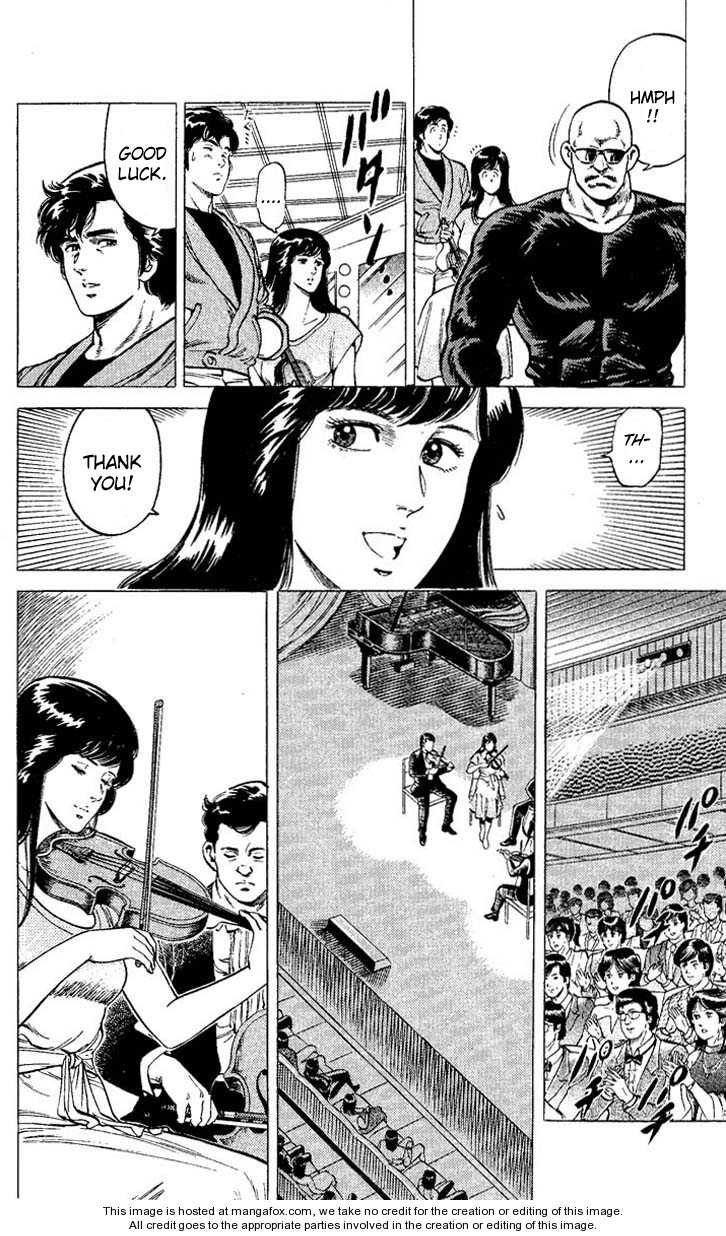 HMPH
!!
バタン
....
GOOD
LUCK.
TH-
...
THANK
YOU!
パチ
パチ
パチ
パチ
This image is hosted at mangafox.com, we take no credit for the creation or editing of this image.
All credit goes to the appropriate parties involved in the creation or editing of this image.